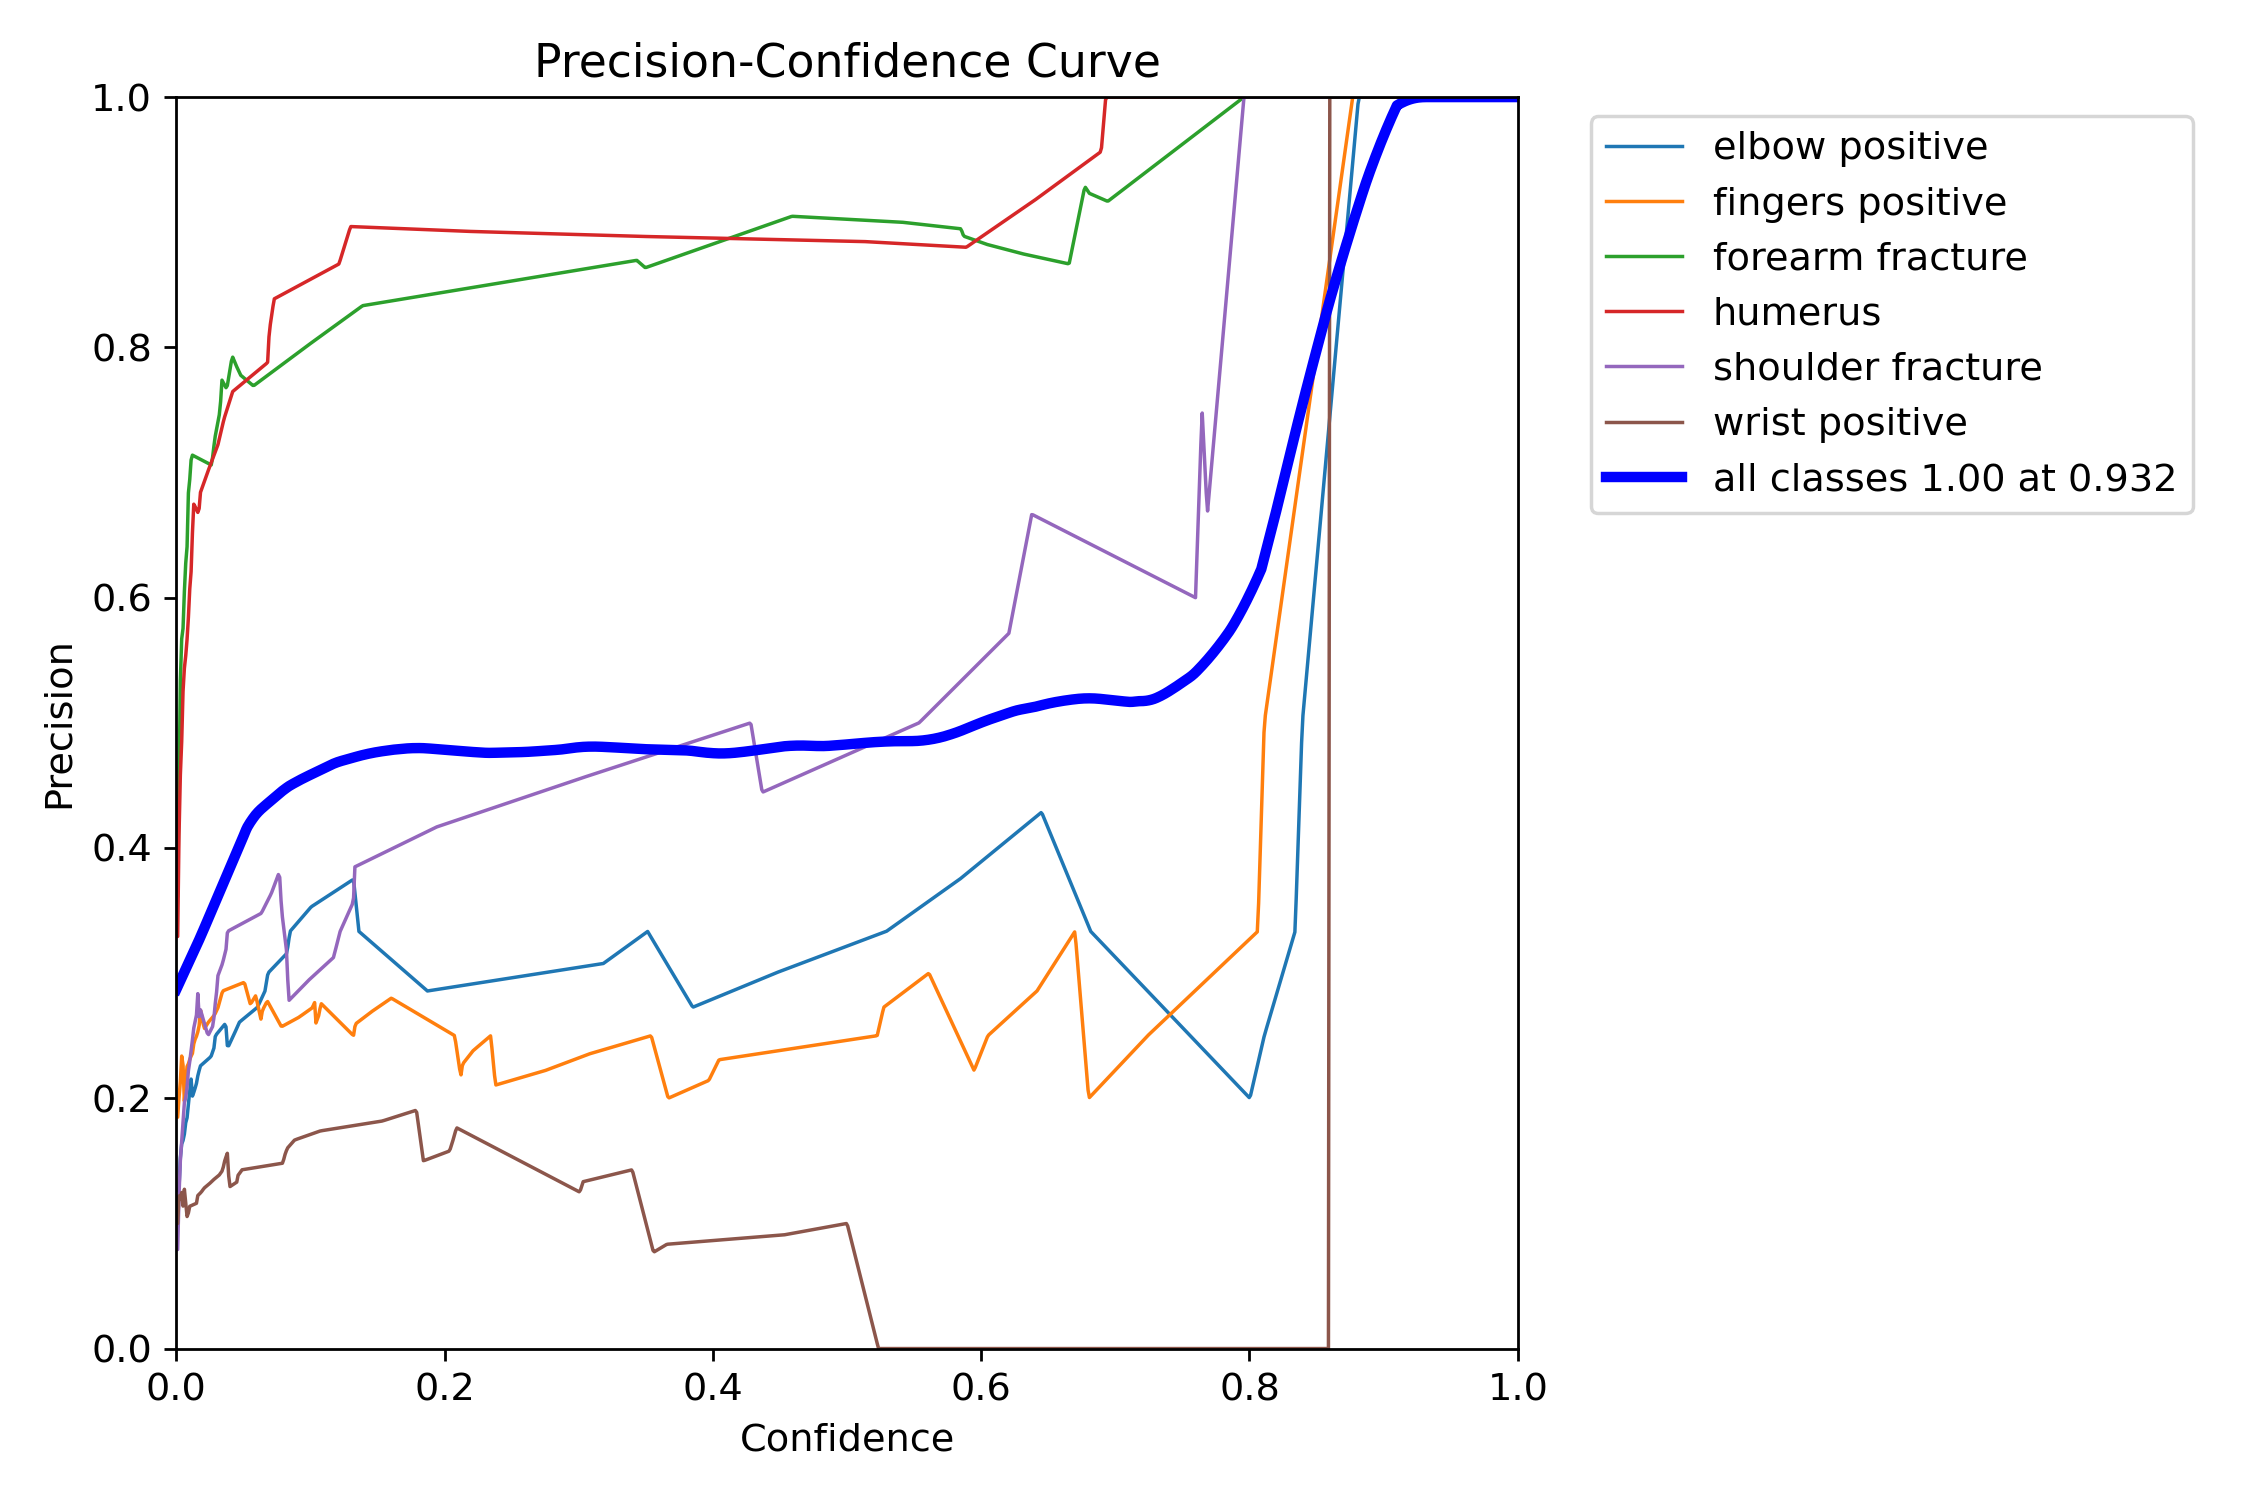 Precision-Confidence Curve
1.0
0.8
0.6
0.4
0.2
0.0
Precision
0.0 0.2 0.4 0.6 0.8 1.0
Confidence
elbow positive
fingers positive
forearm fracture
humerus
shoulder fracture
wrist positive
all classes 1.00 at 0.932